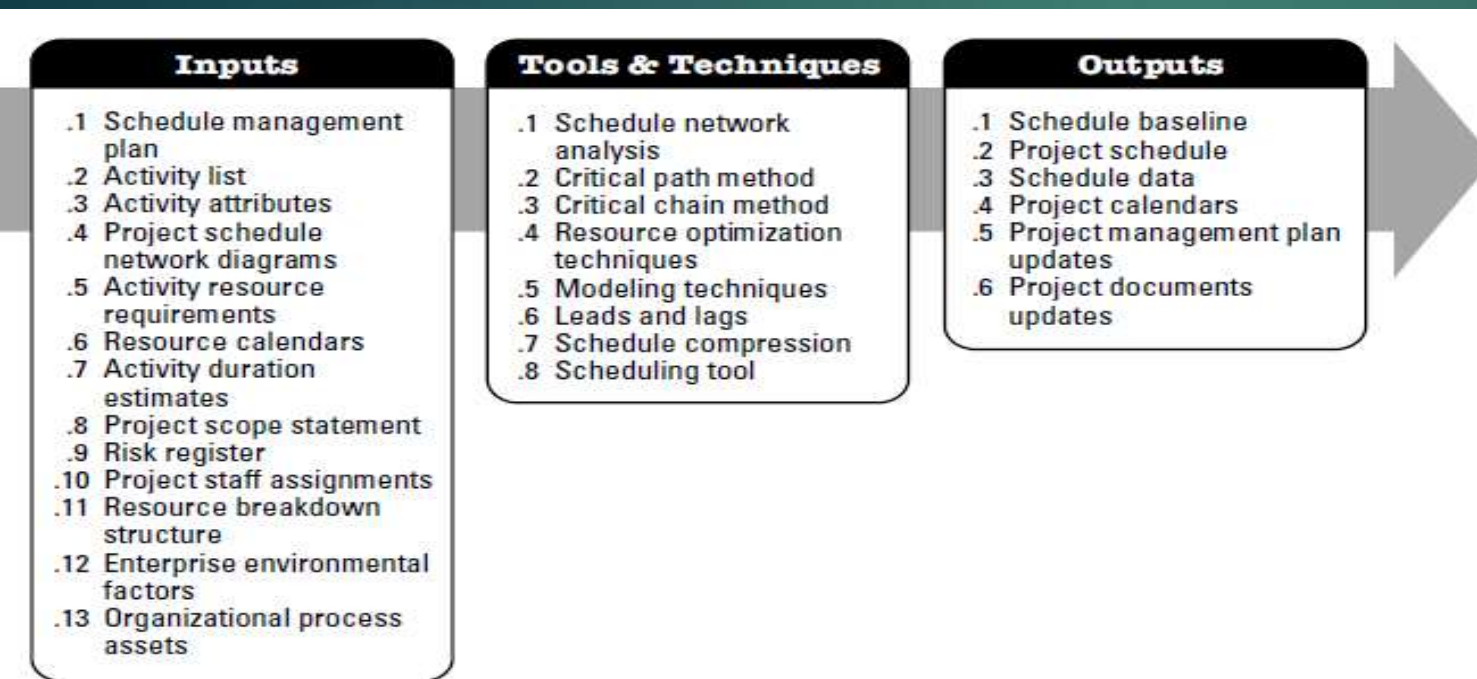 Inputs
.1 Schedule management
plan
.2 Activity list
.3 Activity attributes
.4 Project schedule
network diagrams
.5 Activity resource
requirements
.6 Resource calendars
.7 Activity duration
estimates
.8 Project scope statement
.9 Risk register
.10 Project staff assignments
.11 Resource breakdown
structure
.12 Enterprise environmental
factors
.13 Organizational process
assets
Tools & Techniques
.1 Schedule network
analysis
.2 Critical path method
.3 Critical chain method
.4 Resource optimization
techniques
.5 Modeling techniques
.6 Leads and lags
.7 Schedule compression
.8 Scheduling tool
Outputs
.1 Schedule baseline
.2 Project schedule
.3 Schedule data
.4 Project calendars
.5 Project management plan
updates
.6 Project documents
updates